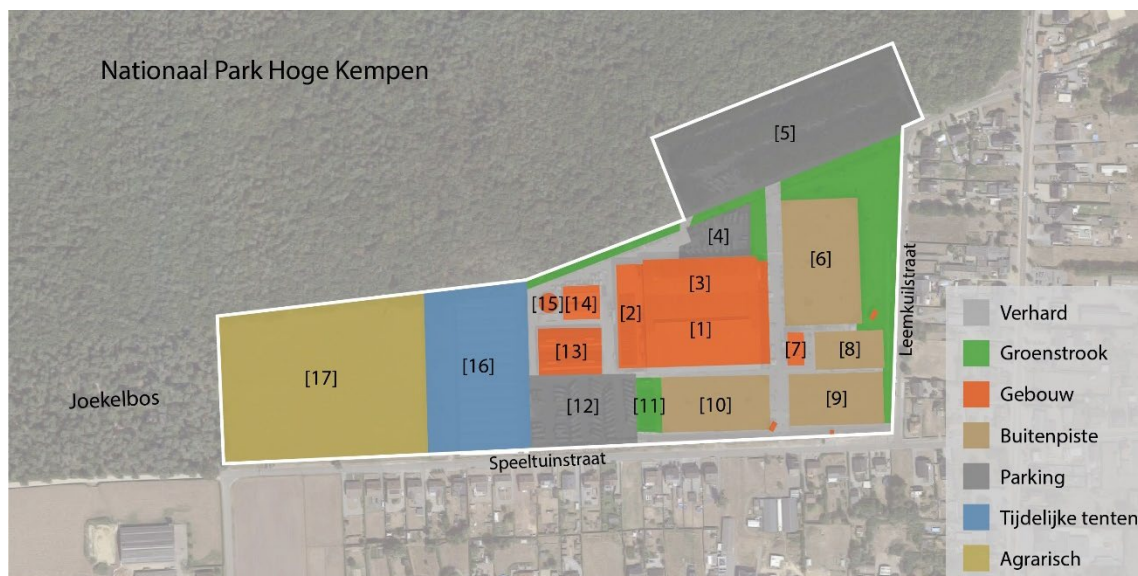 Nationaal Park Hoge Kempen
[5]
[4]
[6]
[3]
[15]
[14]
[2]
[1]
[7]
[8]
[13]
[16]
[17]
[12]
[11]
[10]
[9]
Joekelbos
Speeltuinstraat
Leemkuilstraat
Verhard
Groenstrook
Gebouw
Buitenpiste
Parking
Tijdelijke tenten
Agrarisch